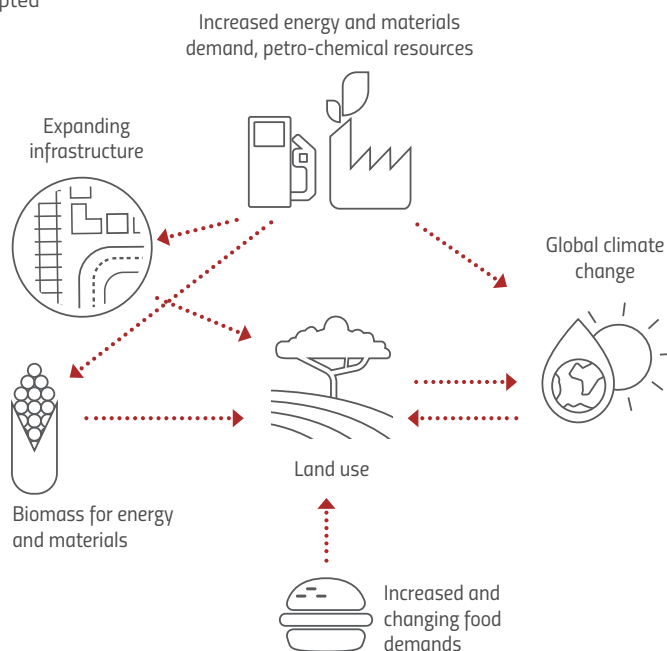 Increased energy and materials
demand, petro-chemical resources
Expanding
infrastructure
Global climate
change
Land use
Biomass for energy
and materials
Increased and
changing food
demands